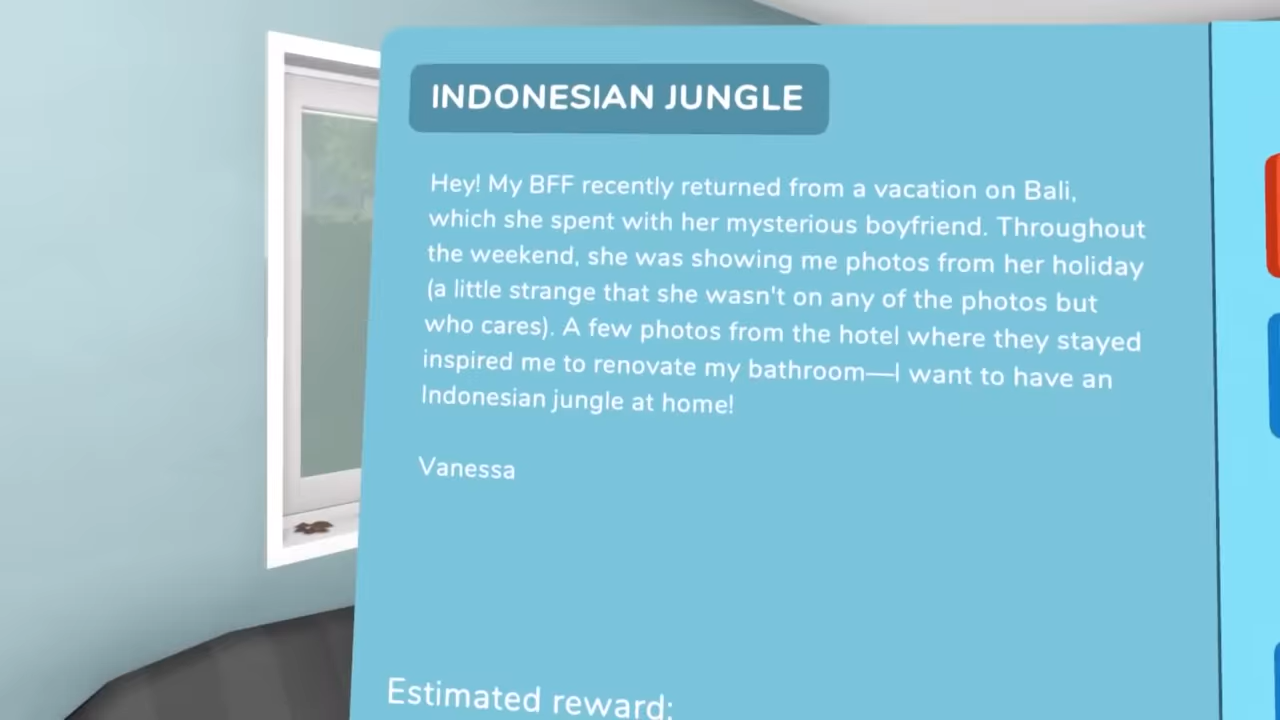 INDONESIAN JUNGLE
Hey! My BFF recently returned from a vacation on Bali,
which she spent with her mysterious boyfriend. Throughout
the weekend, she was showing me photos from her holiday
(a little strange that she wasn't on any of the photos but
who cares). A few photos from the hotel where they stayed
inspired me to renovate my bathroom—I want to have an
Indonesian jungle at home!
Vanessa
Estimated reward: